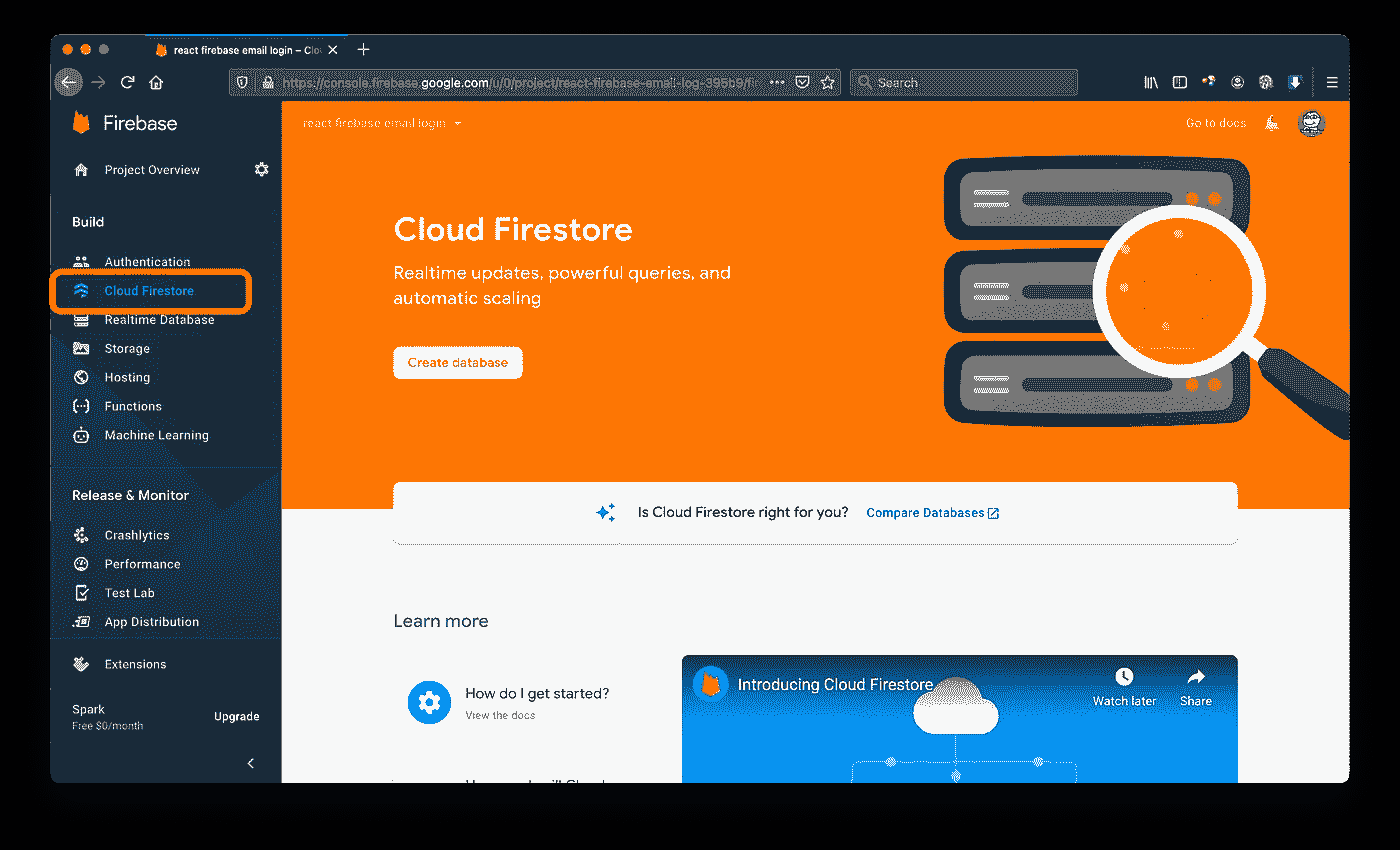 react firebase email login – Clo
https://console.firebase.google.com/u/0/project/react-firebase-email-log-395b9/fi
Search
Firebase
Project Overview
Build
Authentication
Cloud Firestore
Realtime Database
Storage
Hosting
Functions
Machine Learning
Release & Monitor
Crashlytics
Performance
Test Lab
App Distribution
Extensions
Spark
Free $0/month
Upgrade
react firebase email login
Go to docs
Cloud Firestore
Realtime updates, powerful queries, and
automatic scaling
Create database
Is Cloud Firestore right for you? Compare Databases
Learn more
How do I get started?
View the docs
Introducing Cloud Firestore
Watch later
Share